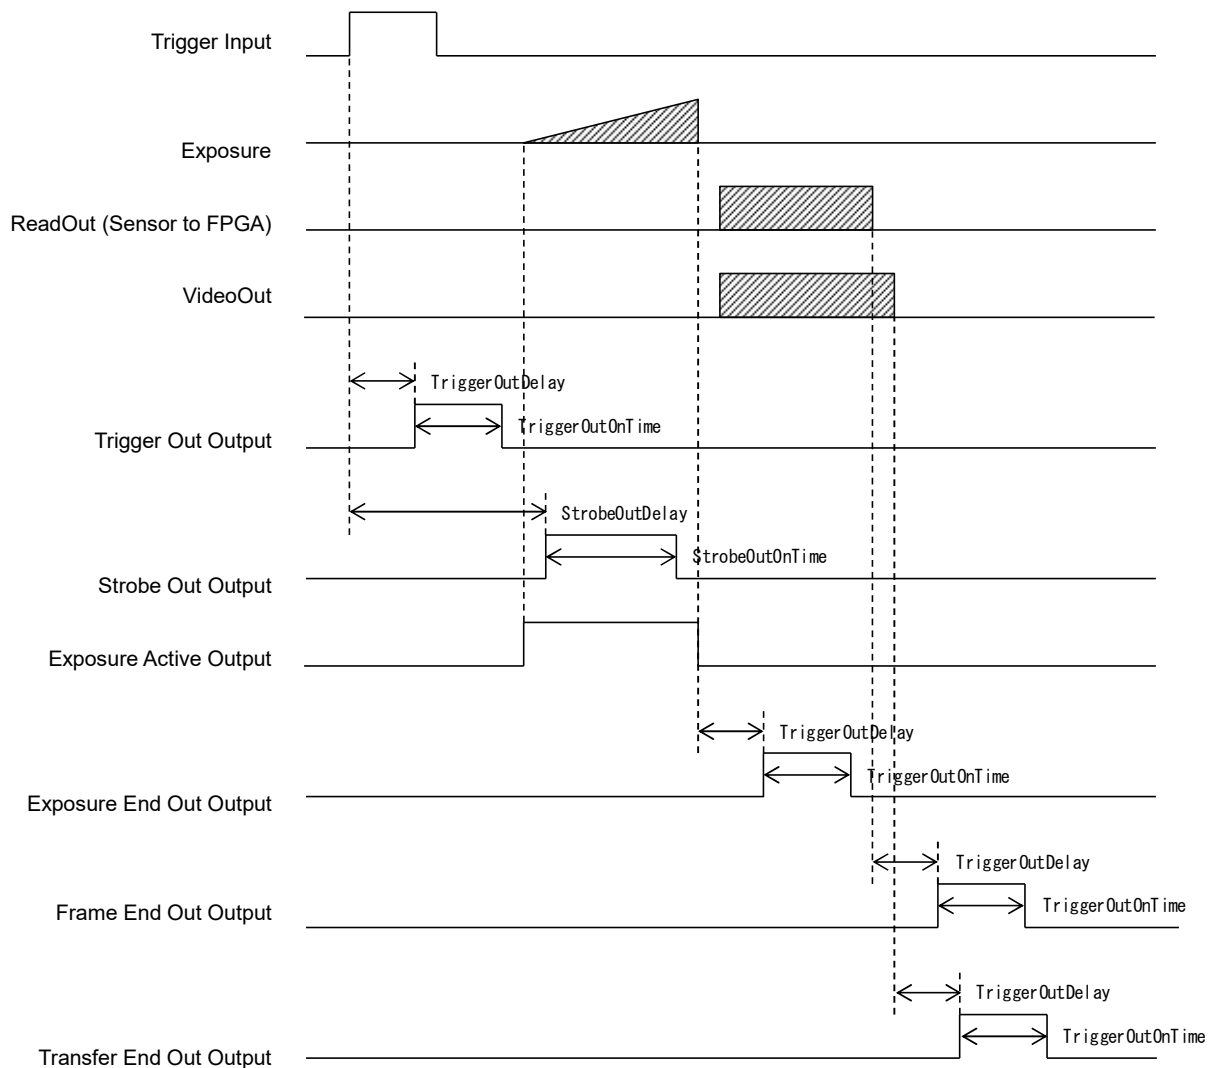 Trigger Input
Exposure
ReadOut (Sensor to FPGA)
VideoOut
TriggerOutDelay
TriggerOutOnTime
Trigger Out Output
StrobeOutDelay
StrobeOutOnTime
Strobe Out Output
Exposure Active Output
TriggerOutDelay
TriggerOutOnTime
Exposure End Out Output
TriggerOutDelay
TriggerOutOnTime
Frame End Out Output
TriggerOutDelay
TriggerOutOnTime
Transfer End Out Output